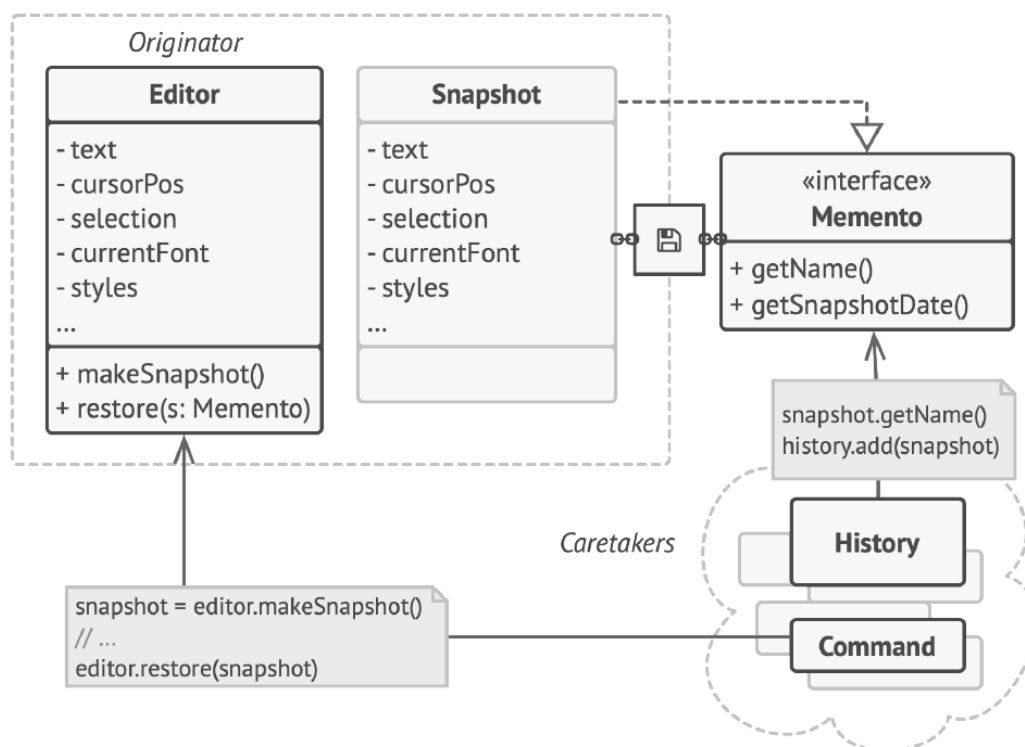 Originator
Editor
- text
- cursorPos
- selection
- currentFont
- styles
...
+ makeSnapshot()
+ restore(s: Memento)
Snapshot
- text
- cursorPos
- selection
- currentFont
- styles
...
«interface»
Memento
+ getName()
+ getSnapshotDate()
snapshot.getName()
history.add(snapshot)
Caretakers
History
Command
snapshot = editor.makeSnapshot()
// ...
editor.restore(snapshot)